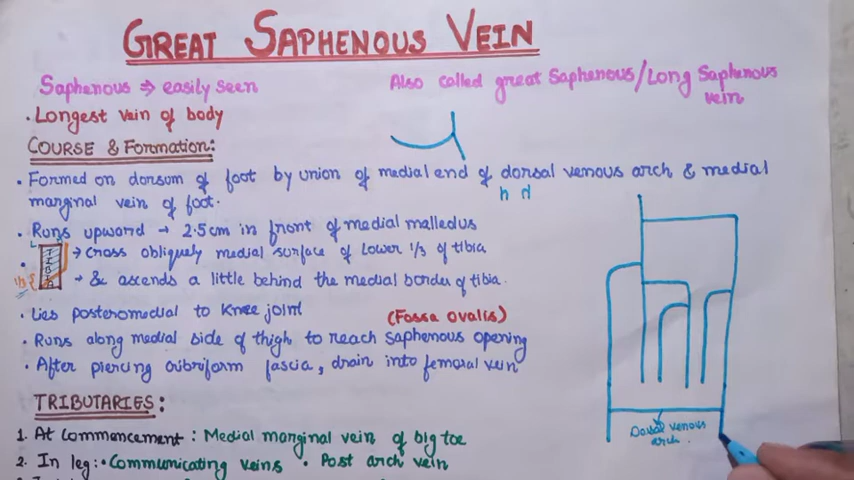 GREAT SAPHENOUS VEIN
Saphenous ⇒ easily seen
Also called great Saphenous/Long Saphenous
vein
• Longest vein of body
COURSE & Formation:
• Formed on dorsum of foot by union of medial end of dorsal venous arch & medial
marginal vein of foot.
• Runs upward → 2.5cm in front of medial malledus
→ Cross obliquely medial surface of Lower 1/3 of tibia
TIBIA
1/3
→ & ascends a little behind the medial border of tibia.
• Lies posteromedial to Knee joint
(Fossa ovalis)
• Runs along medial side of thigh to reach saphenous opening
• After piercing cribriform fascia, drain into femoral vein
TRIBUTARIES:
1. At Commencement : Medial marginal vein of big toe
2. In leg: • Communicating veins • Post arch vein
Dorsal venous
arch.